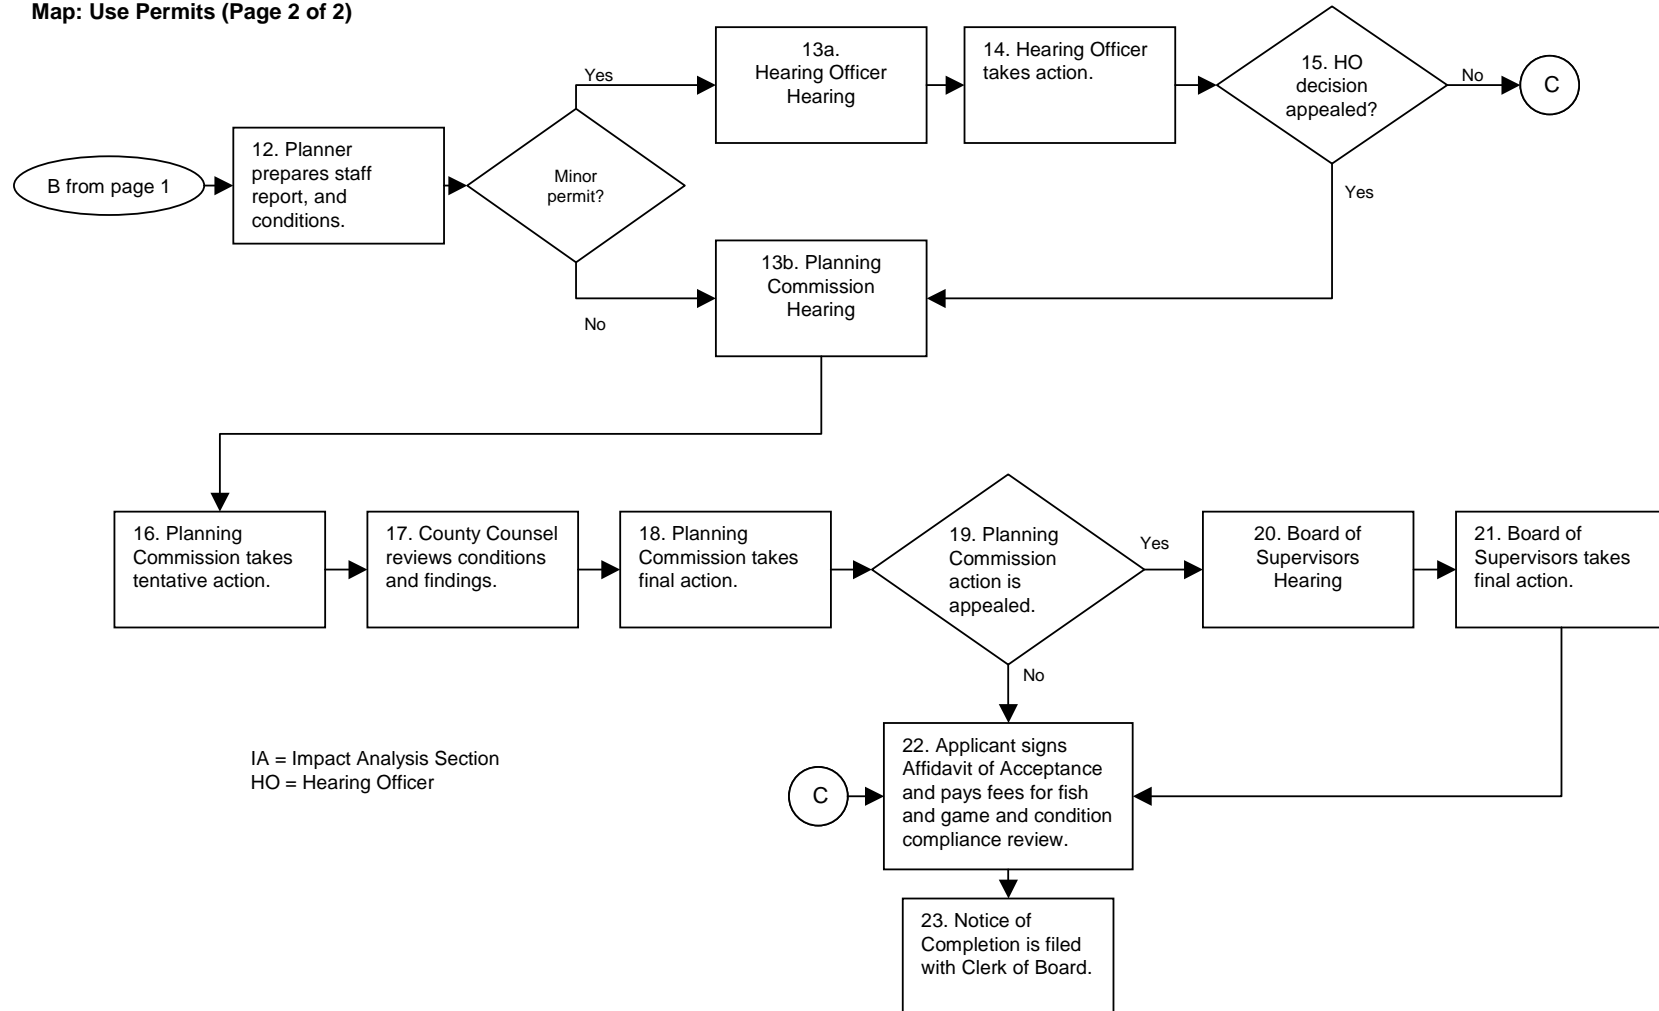 Map: Use Permits (Page 2 of 2)
B from page 1
12. Planner
prepares staff
report, and
conditions.
Minor
permit?
Yes
No
13a.
Hearing Officer
Hearing
14. Hearing Officer
takes action.
15. HO
decision
appealed?
No
C
Yes
13b. Planning
Commission
Hearing
16. Planning
Commission takes
tentative action.
17. County Counsel
reviews conditions
and findings.
18. Planning
Commission takes
final action.
19. Planning
Commission
action is
appealed.
Yes
No
20. Board of
Supervisors
Hearing
21. Board of
Supervisors takes
final action.
IA = Impact Analysis Section
HO = Hearing Officer
C
22. Applicant signs
Affidavit of Acceptance
and pays fees for fish
and game and condition
compliance review.
23. Notice of
Completion is filed
with Clerk of Board.